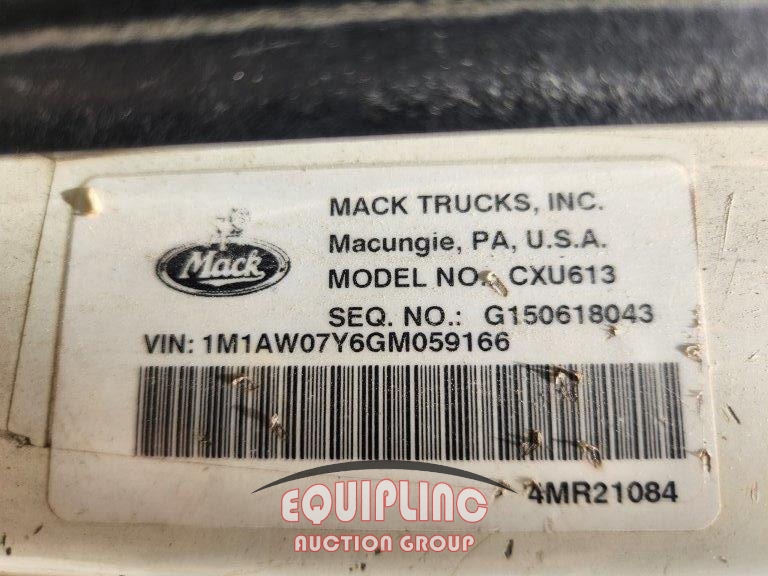 MACK TRUCKS, INC.
Mack
Macungie, PA, U.S.A.
MODEL NO.: CXU613
SEQ. NO.: G150618043
VIN: 1M1AW07Y6GM059166
4MR21084
EQUIPLINC
AUCTION GROUP